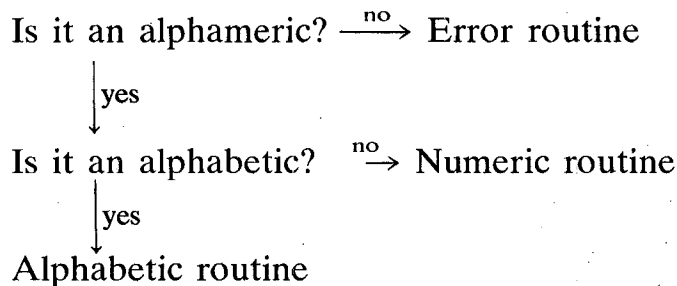 Is it an alphameric? no Error routine
yes
Is it an alphabetic? no Numeric routine
yes
Alphabetic routine